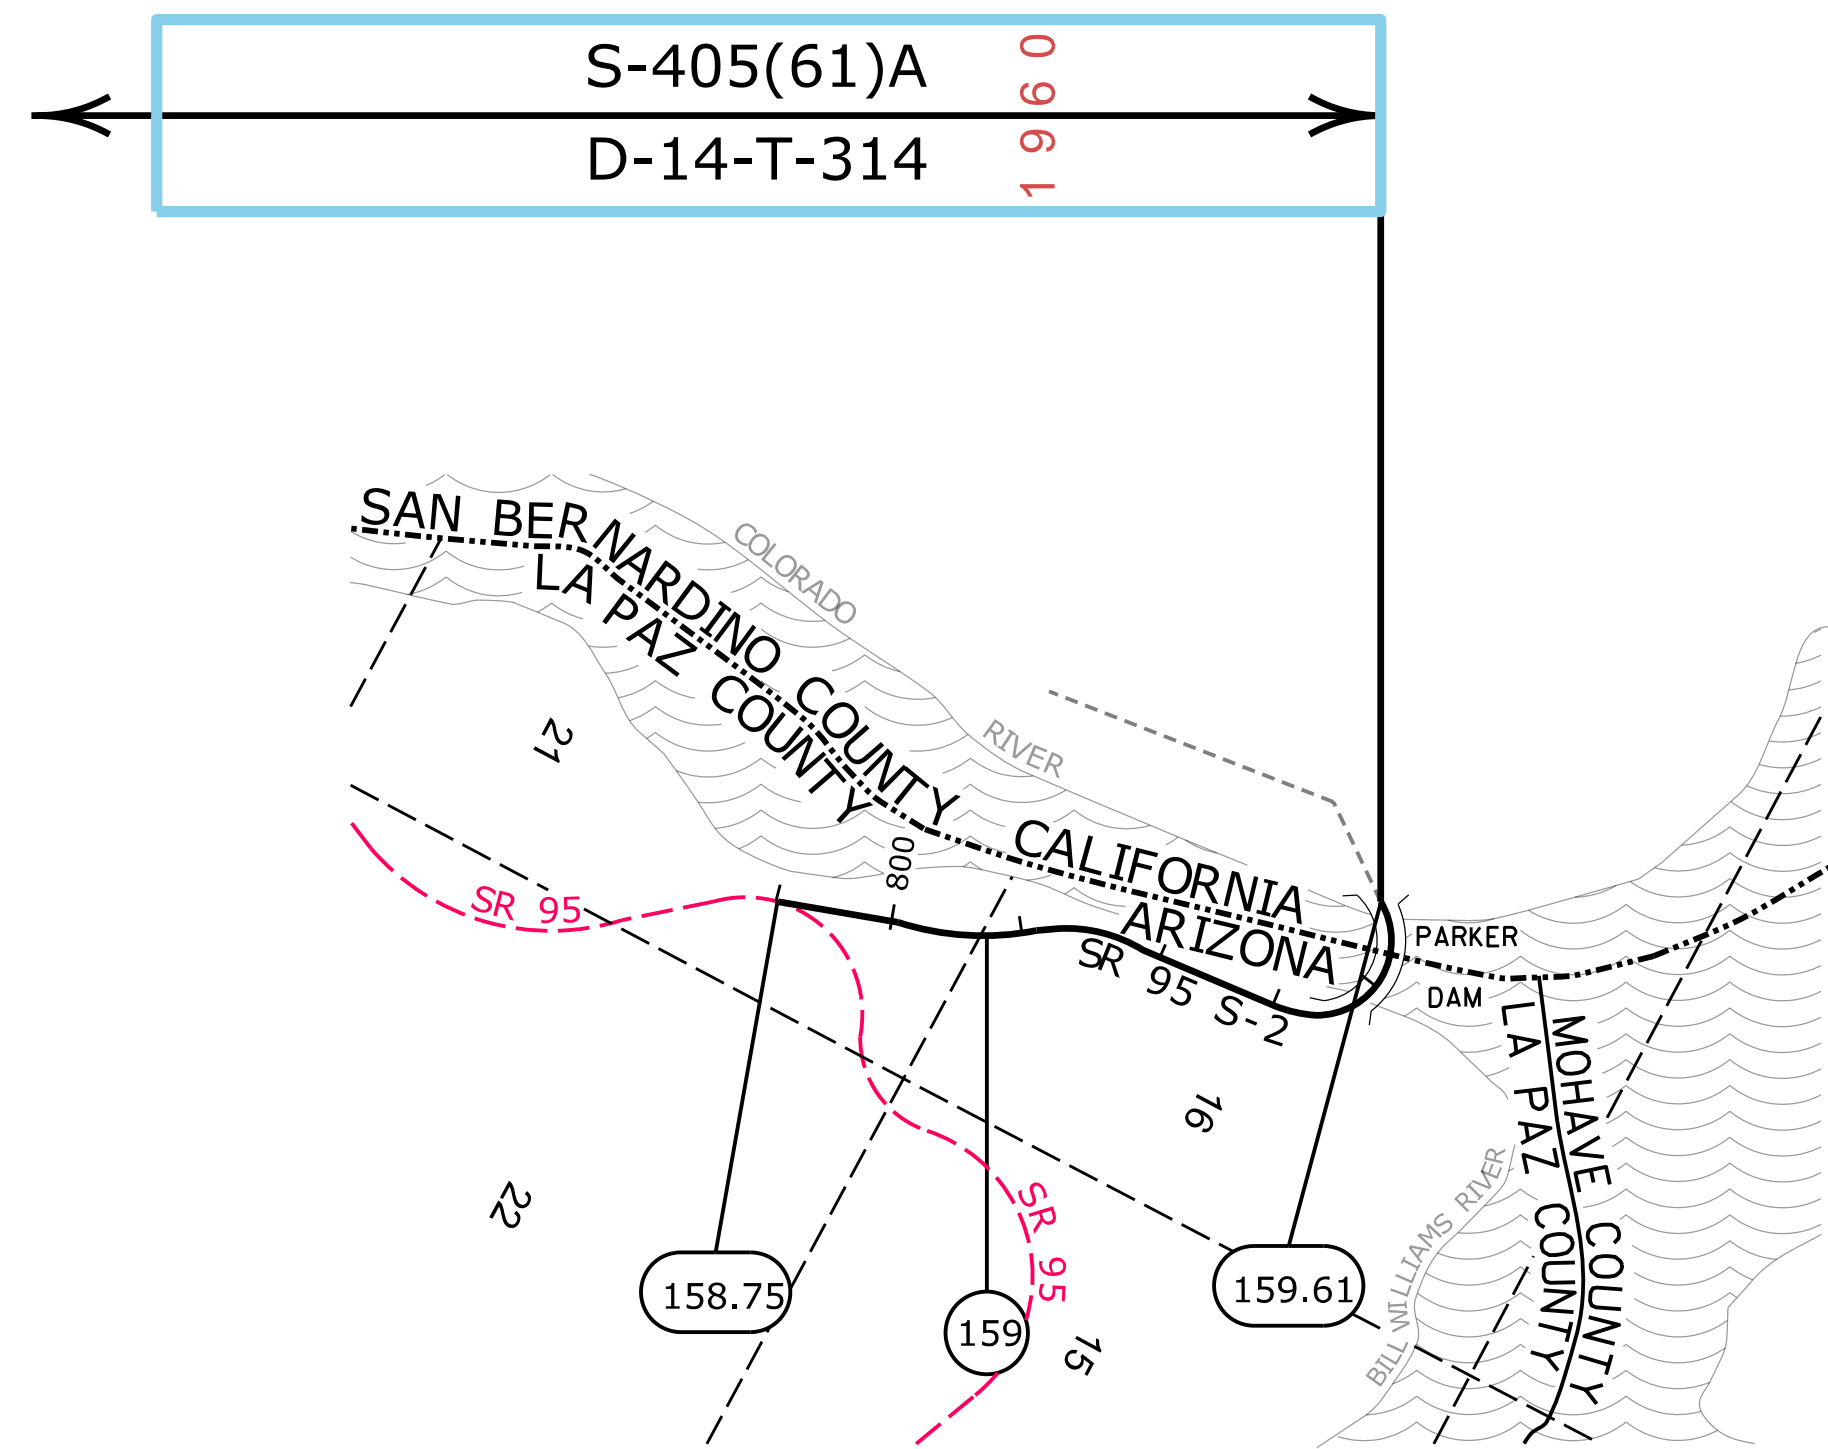 S-405(61)A
1960
D-14-T-314
SAN BERNARDINO COUNTY
LA PAZ COUNTY
COLORADO
RIVER
21
800
CALIFORNIA
ARIZONA
SR 95
SR 95 S-2
PARKER
DAM
LA PAZ COUNTY
MOHAVE COUNTY
16
22
SR 95
BILL WILLIAMS RIVER
158.75
159
159.61
15